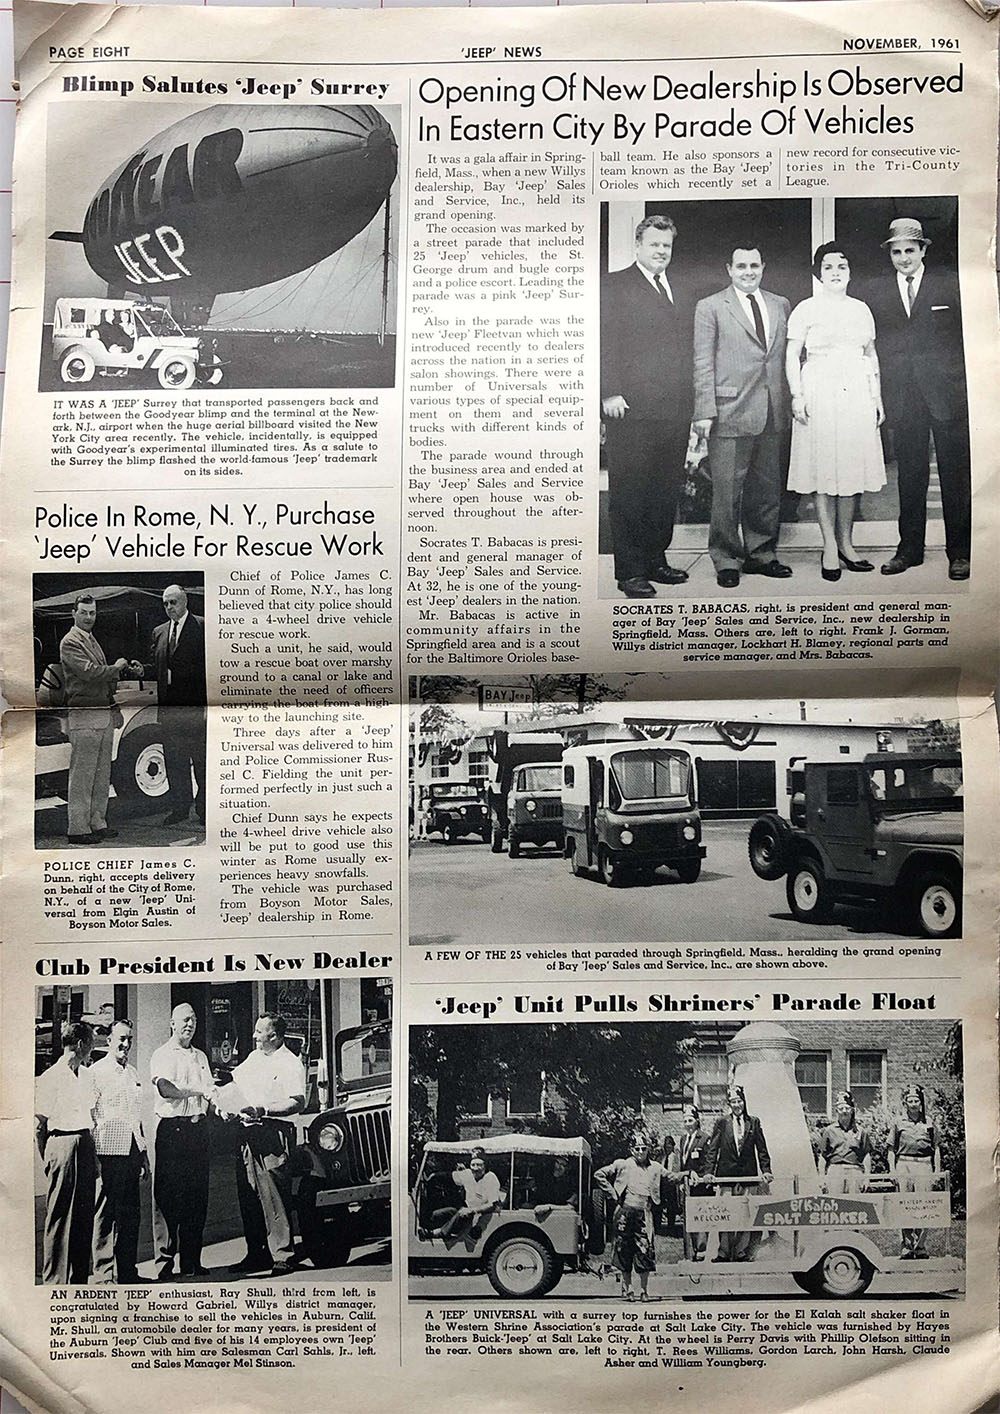 PAGE EIGHT
'JEEP' NEWS
NOVEMBER, 1961
Blimp Salutes 'Jeep' Surrey
JEEP
IT WAS A 'JEEP' Surrey that transported passengers back and
forth between the Goodyear blimp and the terminal at the New-
ark, N.J., airport when the huge aerial billboard visited the New
York City area recently. The vehicle, incidentally, is equipped
with Goodyear's experimental illuminated tires. As a salute to
the Surrey the blimp flashed the world-famous 'Jeep' trademark
on its sides.
Police In Rome, N. Y., Purchase
'Jeep' Vehicle For Rescue Work
Chief of Police James C.
Dunn of Rome, N.Y., has long
believed that city police should
have a 4-wheel drive vehicle
for rescue work.
Such a unit, he said, would
tow a rescue boat over marshy
ground to a canal or lake and
eliminate the need of officers
carrying the boat from a high-
way to the launching site.
Three days after a 'Jeep'
Universal was delivered to him
and Police Commissioner Rus-
sel C. Fielding the unit per-
formed perfectly in just such a
situation.
Chief Dunn says he expects
the 4-wheel drive vehicle also
will be put to good use this
winter as Rome usually ex-
periences heavy snowfalls.
The vehicle was purchased
from Boyson Motor Sales,
'Jeep' dealership in Rome.
POLICE CHIEF James C.
Dunn, right, accepts delivery
on behalf of the City of Rome,
N.Y., of a new 'Jeep' Uni-
versal from Elgin Austin of
Boyson Motor Sales.
Club President Is New Dealer
AN ARDENT 'JEEP' enthusiast, Ray Shull, third from left, is
congratulated by Howard Gabriel, Willys district manager,
upon signing a franchise to sell the vehicles in Auburn, Calif.
Mr. Shull, an automobile dealer for many years, is president of
the Auburn 'Jeep' Club and five of his 14 employees own 'Jeep'
Universals. Shown with him are Salesman Carl Sahls, Jr., left,
and Sales Manager Mel Stinson.
Opening Of New Dealership Is Observed
In Eastern City By Parade Of Vehicles
It was a gala affair in Spring-
field, Mass., when a new Willys
dealership, Bay 'Jeep' Sales
and Service, Inc., held its
grand opening.
The occasion was marked by
a street parade that included
25 'Jeep' vehicles, the St.
George drum and bugle corps
and a police escort. Leading the
parade was a pink 'Jeep' Sur-
rey.
Also in the parade was the
new 'Jeep' Fleetvan which was
introduced recently to dealers
across the nation in a series of
salon showings. There were a
number of Universals with
various types of special equip-
ment on them and several
trucks with different kinds of
bodies.
The parade wound through
the business area and ended at
Bay 'Jeep' Sales and Service
where open house was ob-
served throughout the after-
noon.
Socrates T. Babacas is presi-
dent and general manager of
Bay 'Jeep' Sales and Service.
At 32, he is one of the young-
est 'Jeep' dealers in the nation.
Mr. Babacas is active in
community affairs in the
Springfield area and is a scout
for the Baltimore Orioles base-
ball team. He also sponsors a
team known as the Bay 'Jeep'
Orioles which recently set a
new record for consecutive vic-
tories in the Tri-County
League.
SOCRATES T. BABACAS, right, is president and general man-
ager of Bay 'Jeep' Sales and Service, Inc., new dealership in
Springfield, Mass. Others are, left to right, Frank J. Gorman,
Willys district manager, Lockhart H. Blaney, regional parts and
service manager, and Mrs. Babacas.
BAY Jeep
A FEW OF THE 25 vehicles that paraded through Springfield, Mass., heralding the grand opening
of Bay 'Jeep' Sales and Service, Inc., are shown above.
'Jeep' Unit Pulls Shriners' Parade Float
WELCOME
El Kalah
SALT SHAKER
A 'JEEP' UNIVERSAL with a surrey top furnishes the power for the El Kalah salt shaker float in
the Western Shrine Association's parade at Salt Lake City. The vehicle was furnished by Hayes
Brothers Buick-'Jeep' at Salt Lake City. At the wheel is Perry Davis with Phillip Olefson sitting in
the rear. Others shown are, left to right, T. Rees Williams, Gordon Larch, John Harsh, Claude
Asher and William Youngberg.